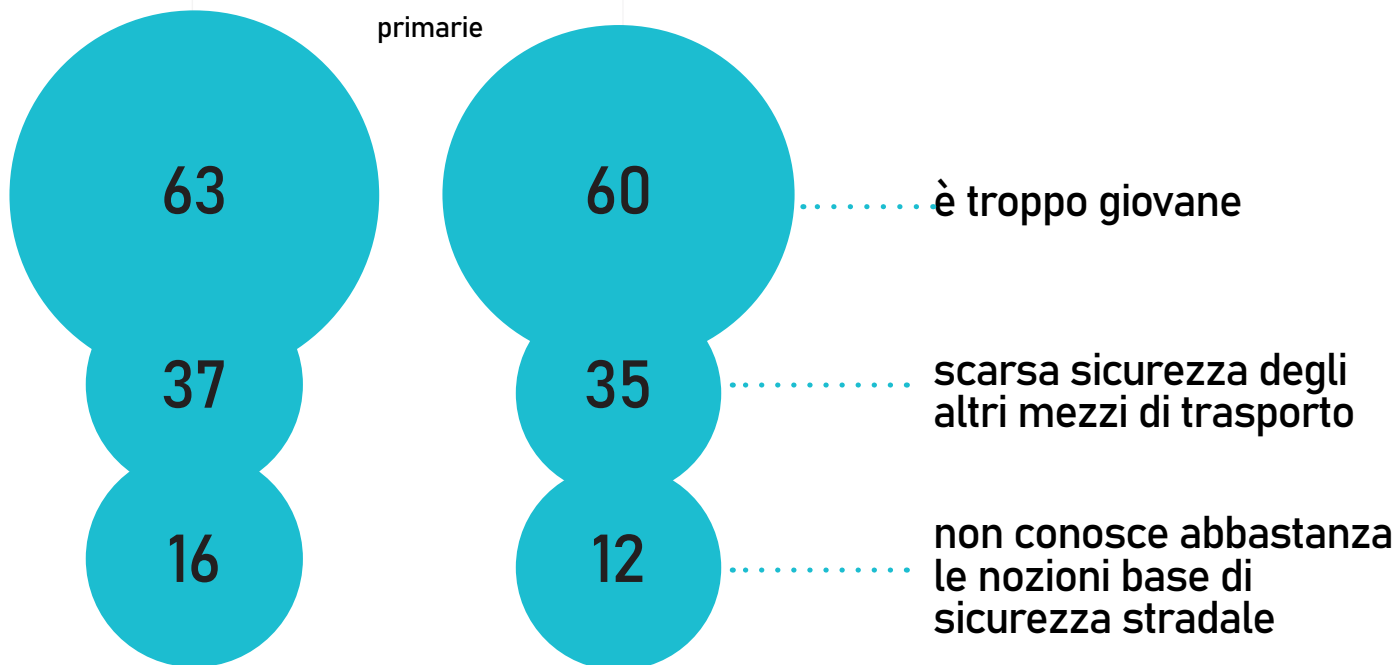 primarie
63
60
è troppo giovane
37
35
scarsa sicurezza degli
altri mezzi di trasporto
16
12
non conosce abbastanza
le nozioni base di
sicurezza stradale